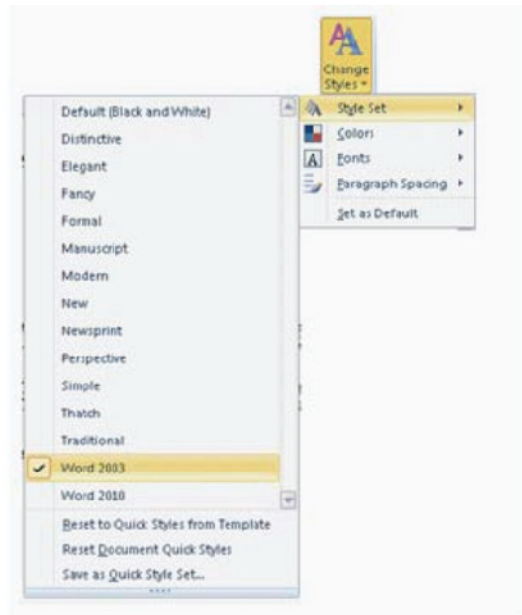 Change
Styles
Style Set
Colors
Fonts
Paragraph Spacing
Set as Default
Default (Black and White)
Distinctive
Elegant
Fancy
Formal
Manuscript
Modern
New
Newsprint
Perspective
Simple
Thatch
Traditional
Word 2003
Word 2010
Reset to Quick Styles from Template
Reset Document Quick Styles
Save as Quick Style Set...